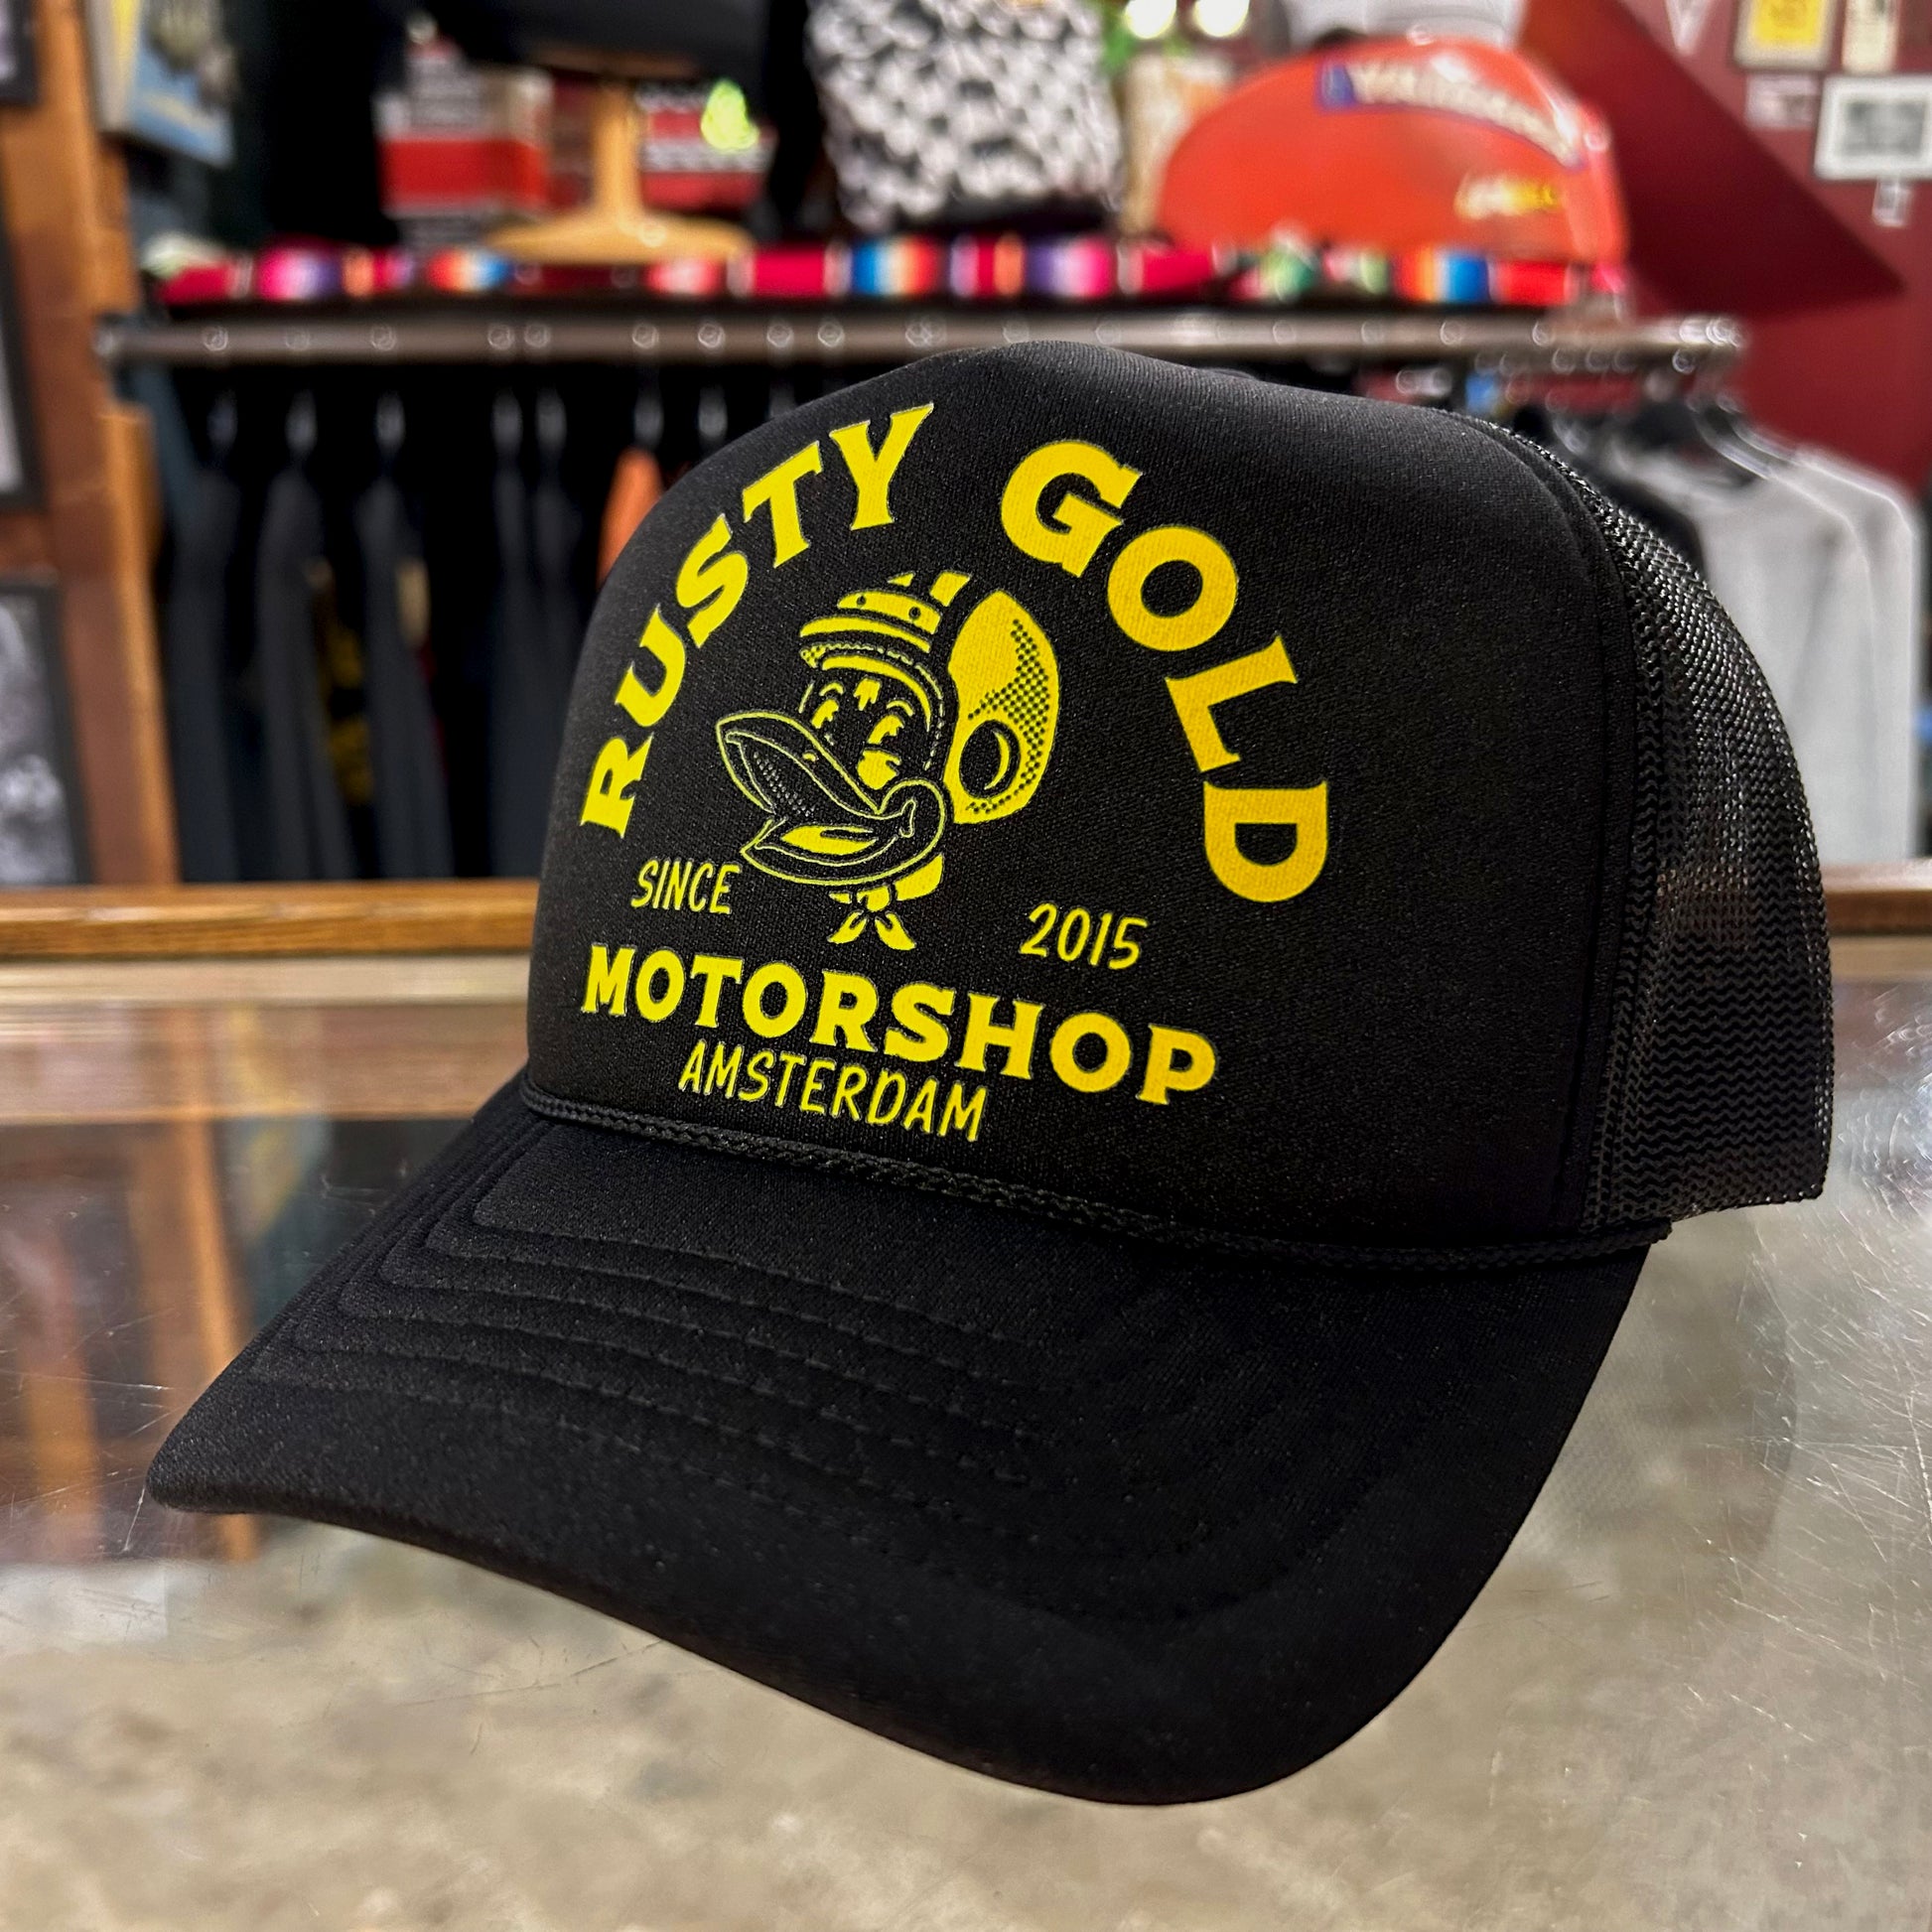 RUSTY GOLD
SINCE 2015
MOTORSHOP
AMSTERDAM